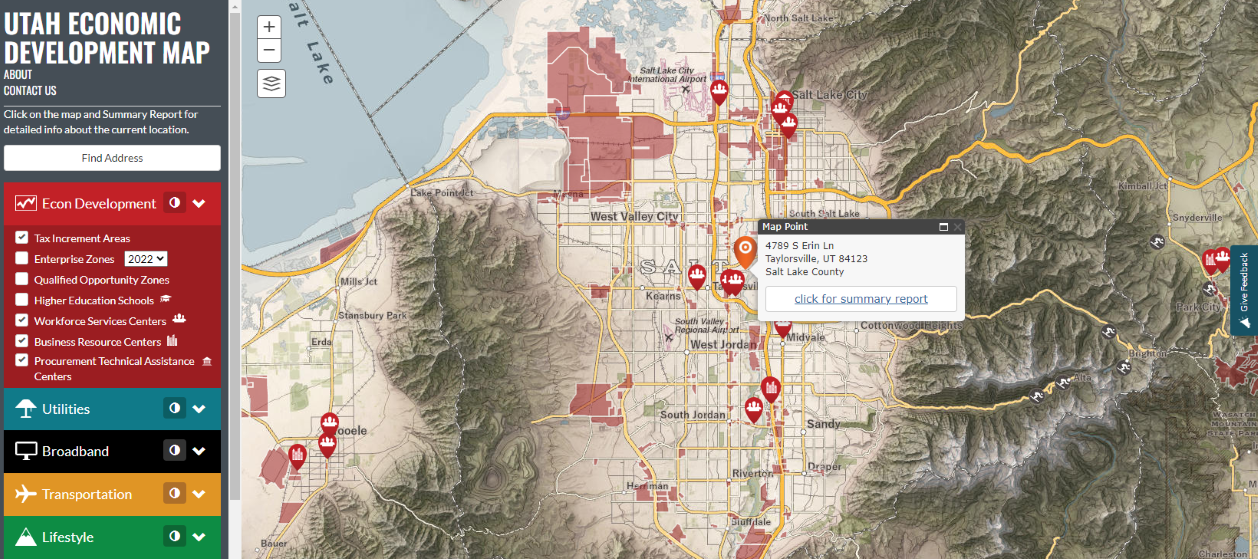 UTAH ECONOMIC
DEVELOPMENT MAP
ABOUT
CONTACT US
Click on the map and Summary Report for
detailed info about the current location.
Find Address
Econ Development
Tax Increment Areas
Enterprise Zones 2022
Qualified Opportunity Zones
Higher Education Schools
Workforce Services Centers
Business Resource Centers
Procurement Technical Assistance
Centers
Utilities
Broadband
Transportation
Lifestyle
+
−
alt Lake
North Salt Lake
Salt Lake City
International Airport
Salt Lake City
Lake Point Jct
Magna
West Valley City
South Salt Lake
Kimball Jct
Snyderville
Map Point
4789 S Erin Ln
Taylorsville, UT 84123
Salt Lake County
click for summary report
Give Feedback
SALT
Mills Jct
Kearns
Park City
Stansbury Park
South Valley
Regional Airport
Cottonwood Heights
Erda
West Jordan
Midvale
Brighton
Alta
South Jordan
Sandy
ooele
Riverton
Draper
Herriman
Bluffdale
Bauer
Charleston